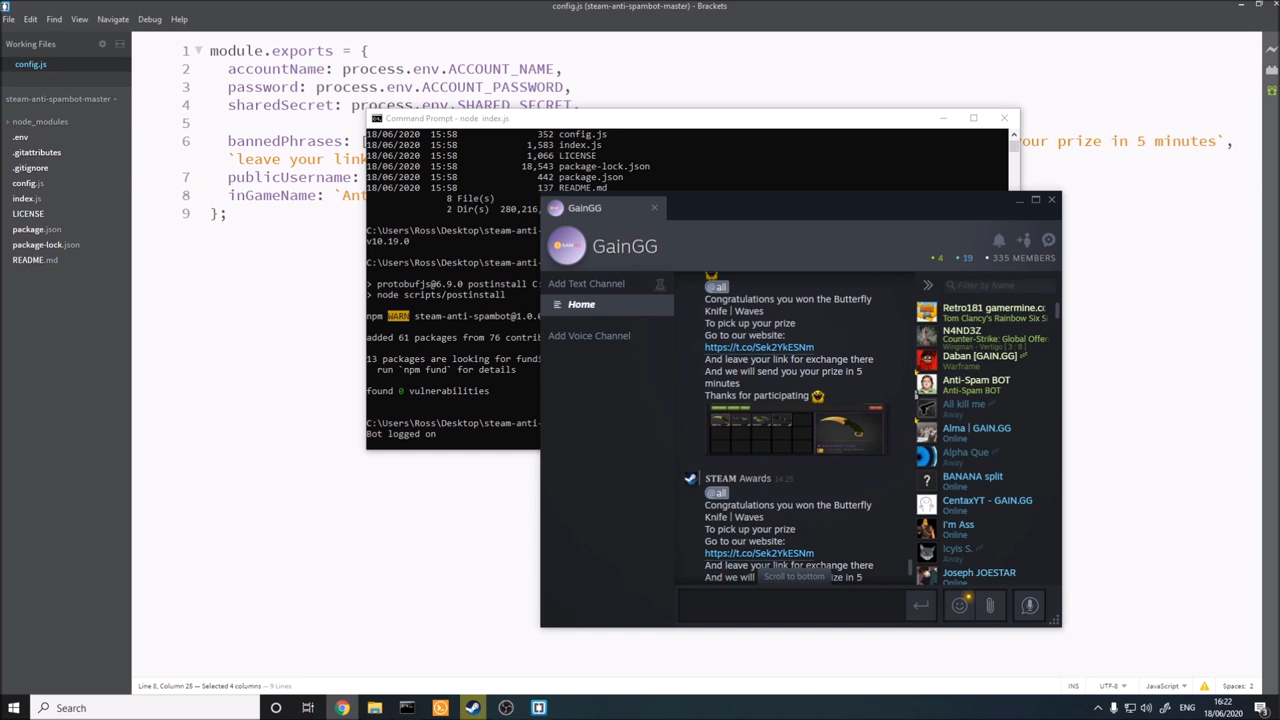 config.js (steam-anti-spambot-master) - Brackets
File Edit Find View Navigate Debug Help
Working Files
config.js
steam-anti-spambot-master
node_modules
.env
.gitattributes
.gitignore
config.js
index.js
LICENSE
package.json
package-lock.json
README.md
1 module.exports = {
2 accountName: process.env.ACCOUNT_NAME,
3 password: process.env.ACCOUNT_PASSWORD,
4 sharedSecret: process.env.SHARED_SECRET,
5
6 bannedPhrases: [ our prize in 5 minutes`,
`leave your link
7 publicUsername:
8 inGameName: `Ant
9 };
Command Prompt - node index.js
18/06/2020 15:58 352 config.js
18/06/2020 15:58 1,583 index.js
18/06/2020 15:58 1,066 LICENSE
18/06/2020 15:58 18,543 package-lock.json
18/06/2020 15:58 442 package.json
18/06/2020 15:58 137 README.md
8 File(s)
2 Dir(s) 280,216,
C:\Users\Ross\Desktop\steam-anti-
v10.19.0
C:\Users\Ross\Desktop\steam-anti-
> protobufjs@6.9.0 postinstall C:
> node scripts/postinstall
npm WARN steam-anti-spambot@1.0.0
added 61 packages from 76 contrib
13 packages are looking for fundi
run `npm fund` for details
found 0 vulnerabilities
C:\Users\Ross\Desktop\steam-anti-
Bot logged on
GainGG
GainGG
4 19 335 MEMBERS
Add Text Channel
Home
Add Voice Channel
@all
Congratulations you won the Butterfly
Knife | Waves
To pick up your prize
Go to our website:
https://t.co/Sek2YkESNm
And leave your link for exchange there
And we will send you your prize in 5
minutes
Thanks for participating
STEAM Awards 14:25
@all
Congratulations you won the Butterfly
Knife | Waves
To pick up your prize
Go to our website:
https://t.co/Sek2YkESNm
And leave your link for exchange there
And we will s re prize in 5
Scroll to bottom
Filter by Name
Retro181 gamermine.cc
Tom Clancy's Rainbow Six S
N4ND3Z
Counter-Strike: Global Offer
Wingman - Vertigo [ 3 : 8 ]
Daban [GAIN.GG]
Warframe
Anti-Spam BOT
Anti-Spam BOT
All kill me
Away
Alma | GAIN.GG
Online
Alpha Que
Away
BANANA split
Online
CentaxYT - GAIN.GG
Online
I'm Ass
Online
Icyis S.
Away
Joseph JOESTAR
Online
Line 8, Column 25 — Selected 4 columns — 9 Lines
INS UTF-8 JavaScript Spaces: 2
Search
ENG
16:22
18/06/2020
3